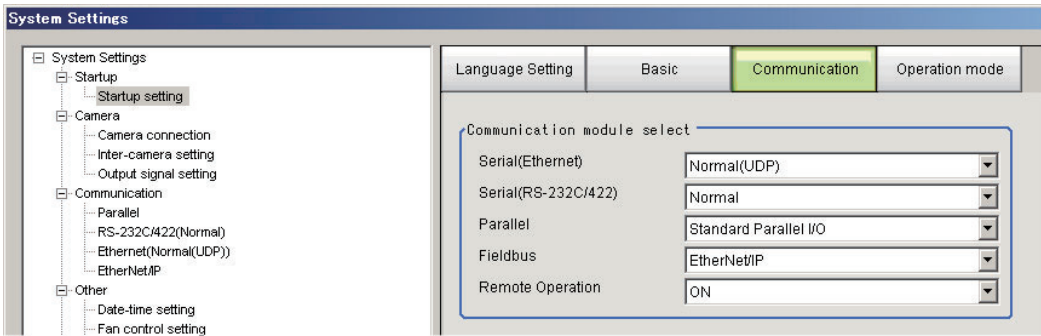 System Settings
System Settings
Startup
Startup setting
Camera
Camera connection
Inter-camera setting
Output signal setting
Communication
Parallel
RS-232C/422(Normal)
Ethernet(Normal(UDP))
EtherNet/IP
Other
Date-time setting
Fan control setting
Language Setting Basic Communication Operation mode
Communication module select
Serial(Ethernet) Normal(UDP)
Serial(RS-232C/422) Normal
Parallel Standard Parallel I/O
Fieldbus EtherNet/IP
Remote Operation ON